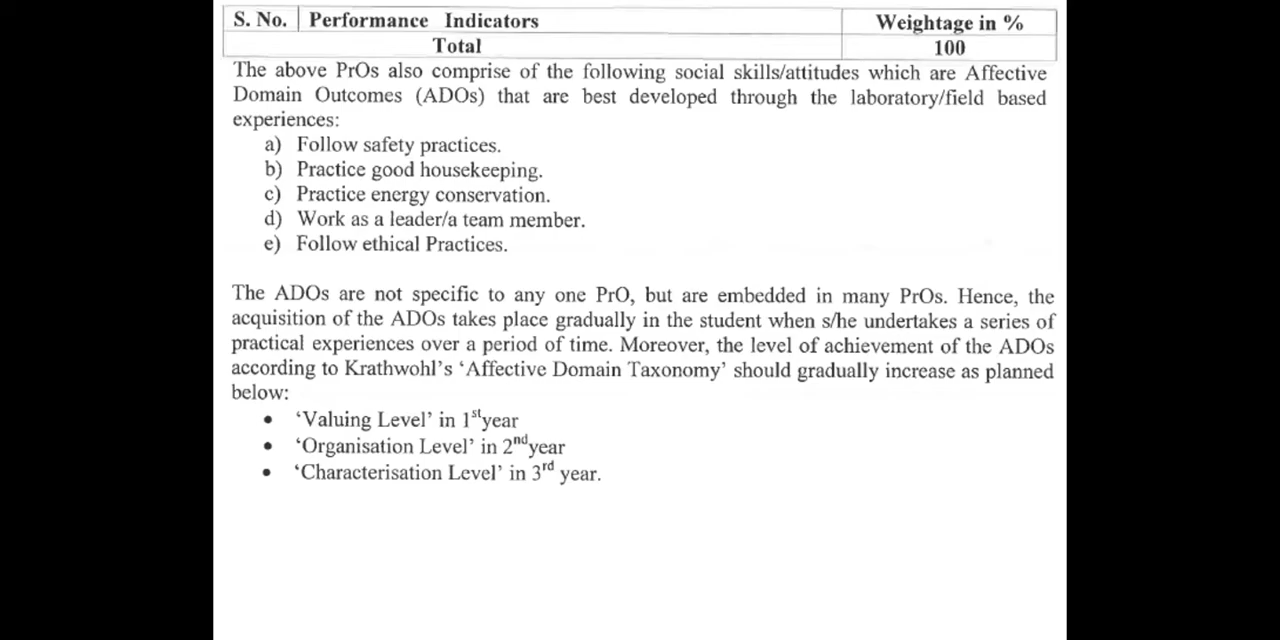 S. No. Performance Indicators Weightage in %
Total 100
The above PrOs also comprise of the following social skills/attitudes which are Affective
Domain Outcomes (ADOs) that are best developed through the laboratory/field based
experiences:
a) Follow safety practices.
b) Practice good housekeeping.
c) Practice energy conservation.
d) Work as a leader/a team member.
e) Follow ethical Practices.
The ADOs are not specific to any one PrO, but are embedded in many PrOs. Hence, the
acquisition of the ADOs takes place gradually in the student when s/he undertakes a series of
practical experiences over a period of time. Moreover, the level of achievement of the ADOs
according to Krathwohl's ‘Affective Domain Taxonomy’ should gradually increase as planned
below:
• ‘Valuing Level’ in 1st year
• ‘Organisation Level’ in 2nd year
• ‘Characterisation Level’ in 3rd year.